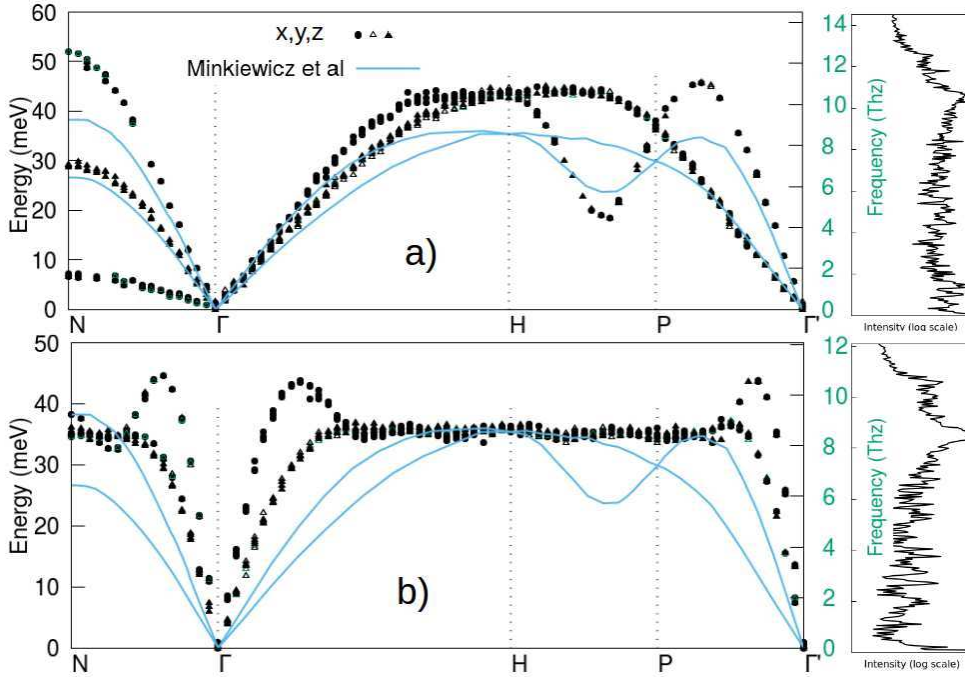 60
50
40
30
20
10
0
Energy (meV)
x,y,z
Minkiewicz et al
a)
N
Γ
H
P
Γ'
14
12
10
8
6
4
2
0
Frequency (Thz)
Intensity (log scale)
50
40
30
20
10
0
Energy (meV)
b)
N
Γ
H
P
Γ'
12
10
8
6
4
2
0
Frequency (Thz)
Intensity (log scale)